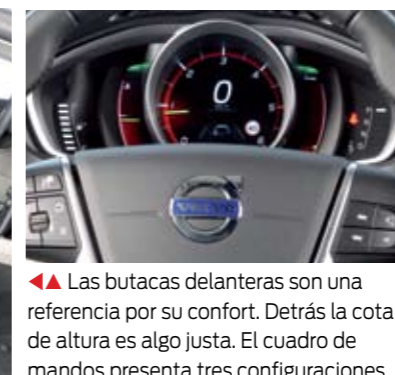 0
VOLVO
◀▲ Las butacas delanteras son una
referencia por su confort. Detrás la cota
de altura es algo justa. El cuadro de
mandos presenta tres configuraciones